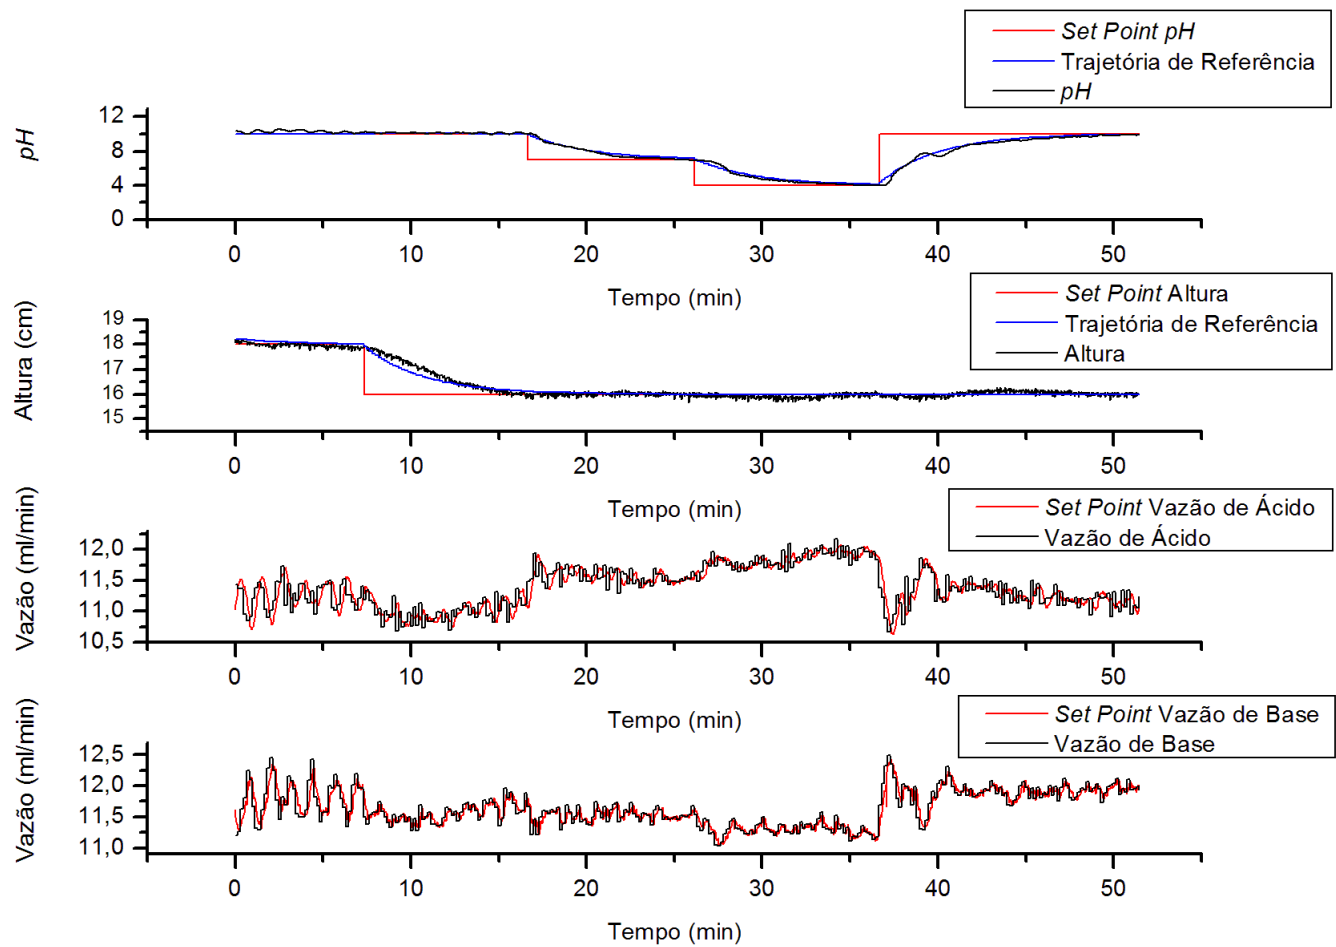 Set Point pH
Trajetória de Referência
pH
12
8
4
0
pH
0 10 20 30 40 50
Tempo (min)
Set Point Altura
Trajetória de Referência
Altura
19
18
17
16
15
Altura (cm)
0 10 20 30 40 50
Tempo (min)
Set Point Vazão de Ácido
Vazão de Ácido
12,0
11,5
11,0
10,5
Vazão (ml/min)
0 10 20 30 40 50
Tempo (min)
Set Point Vazão de Base
Vazão de Base
12,5
12,0
11,5
11,0
Vazão (ml/min)
0 10 20 30 40 50
Tempo (min)